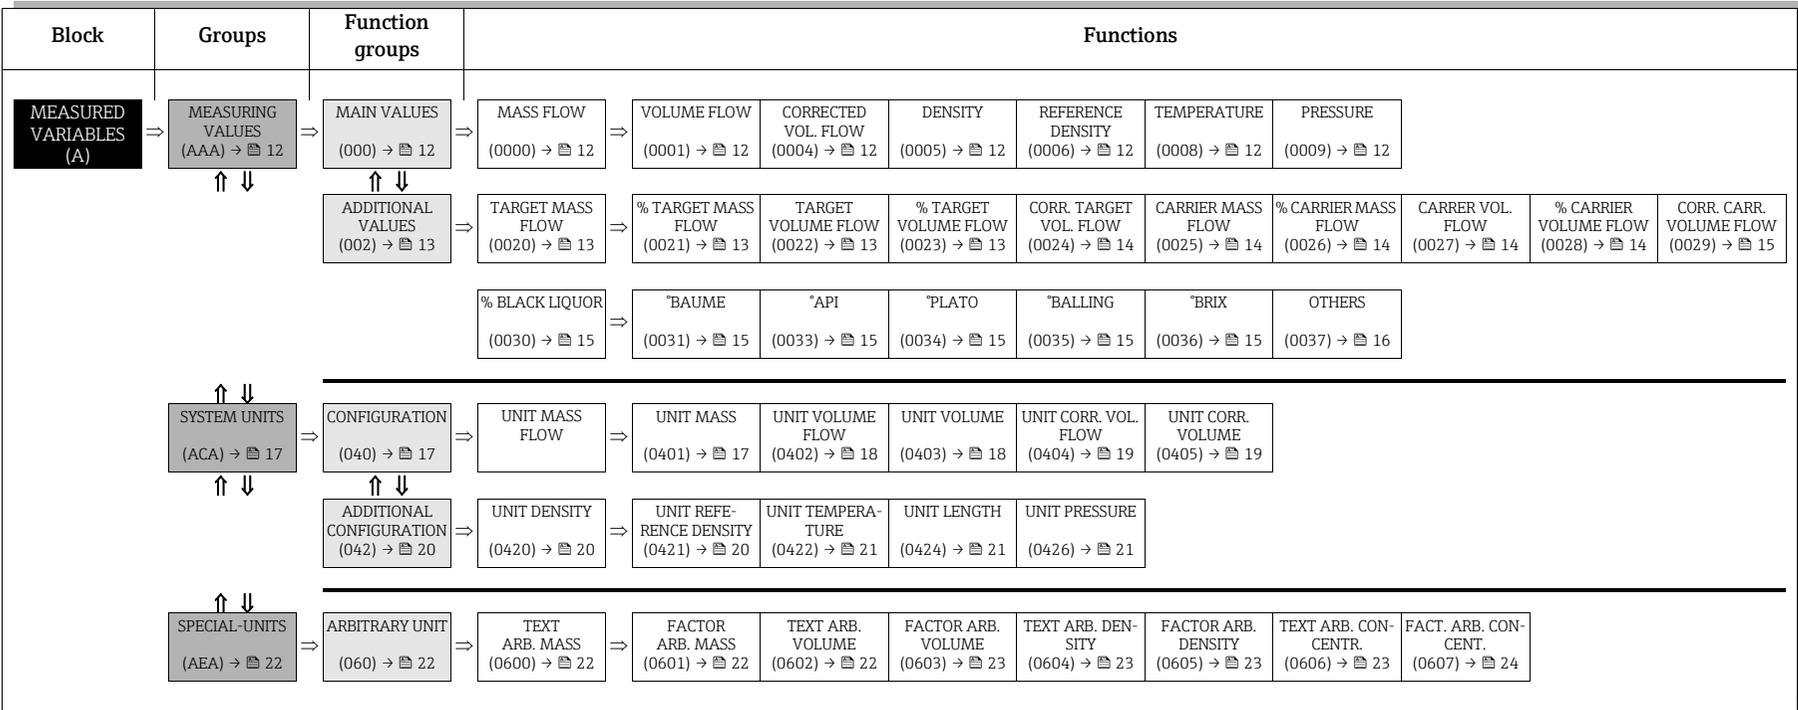 Block
Groups
Function
groups
Functions
MEASURED
VARIABLES
(A)
⇒
MEASURING
VALUES
(AAA) → 🖹 12
⇒
MAIN VALUES
(000) → 🖹 12
⇒
MASS FLOW
(0000) → 🖹 12
⇒
VOLUME FLOW
(0001) → 🖹 12
CORRECTED
VOL. FLOW
(0004) → 🖹 12
DENSITY
(0005) → 🖹 12
REFERENCE
DENSITY
(0006) → 🖹 12
TEMPERATURE
(0008) → 🖹 12
PRESSURE
(0009) → 🖹 12
⇑ ⇓
⇑ ⇓
ADDITIONAL
VALUES
(002) → 🖹 13
⇒
TARGET MASS
FLOW
(0020) → 🖹 13
⇒
% TARGET MASS
FLOW
(0021) → 🖹 13
TARGET
VOLUME FLOW
(0022) → 🖹 13
% TARGET
VOLUME FLOW
(0023) → 🖹 13
CORR. TARGET
VOL. FLOW
(0024) → 🖹 14
CARRIER MASS
FLOW
(0025) → 🖹 14
% CARRIER MASS
FLOW
(0026) → 🖹 14
CARRER VOL.
FLOW
(0027) → 🖹 14
% CARRIER
VOLUME FLOW
(0028) → 🖹 14
CORR. CARR.
VOLUME FLOW
(0029) → 🖹 15
% BLACK LIQUOR
(0030) → 🖹 15
⇒
°BAUME
(0031) → 🖹 15
°API
(0033) → 🖹 15
°PLATO
(0034) → 🖹 15
°BALLING
(0035) → 🖹 15
°BRIX
(0036) → 🖹 15
OTHERS
(0037) → 🖹 16
⇑ ⇓
SYSTEM UNITS
(ACA) → 🖹 17
⇒
CONFIGURATION
(040) → 🖹 17
⇒
UNIT MASS
FLOW
⇒
UNIT MASS
(0401) → 🖹 17
UNIT VOLUME
FLOW
(0402) → 🖹 18
UNIT VOLUME
(0403) → 🖹 18
UNIT CORR. VOL.
FLOW
(0404) → 🖹 19
UNIT CORR.
VOLUME
(0405) → 🖹 19
⇑ ⇓
⇑ ⇓
ADDITIONAL
CONFIGURATION
(042) → 🖹 20
⇒
UNIT DENSITY
(0420) → 🖹 20
⇒
UNIT REFE-
RENCE DENSITY
(0421) → 🖹 20
UNIT TEMPERA-
TURE
(0422) → 🖹 21
UNIT LENGTH
(0424) → 🖹 21
UNIT PRESSURE
(0426) → 🖹 21
⇑ ⇓
SPECIAL-UNITS
(AEA) → 🖹 22
⇒
ARBITRARY UNIT
(060) → 🖹 22
⇒
TEXT
ARB. MASS
(0600) → 🖹 22
⇒
FACTOR
ARB. MASS
(0601) → 🖹 22
TEXT ARB.
VOLUME
(0602) → 🖹 22
FACTOR ARB.
VOLUME
(0603) → 🖹 23
TEXT ARB. DEN-
SITY
(0604) → 🖹 23
FACTOR ARB.
DENSITY
(0605) → 🖹 23
TEXT ARB. CON-
CENTR.
(0606) → 🖹 23
FACT. ARB. CON-
CENT.
(0607) → 🖹 24